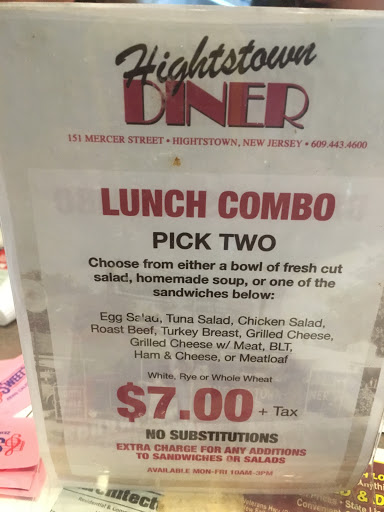 Hightstown
DINER
151 MERCER STREET • HIGHTSTOWN, NEW JERSEY • 609.443.4600
LUNCH COMBO
PICK TWO
Choose from either a bowl of fresh cut
salad, homemade soup, or one of the
sandwiches below:
Egg Salad, Tuna Salad, Chicken Salad,
Roast Beef, Turkey Breast, Grilled Cheese,
Grilled Cheese w/ Meat, BLT,
Ham & Cheese, or Meatloaf
White, Rye or Whole Wheat
$7.00 + Tax
NO SUBSTITUTIONS
EXTRA CHARGE FOR ANY ADDITIONS
TO SANDWICHES OR SALADS
AVAILABLE MON-FRI 10AM-3PM